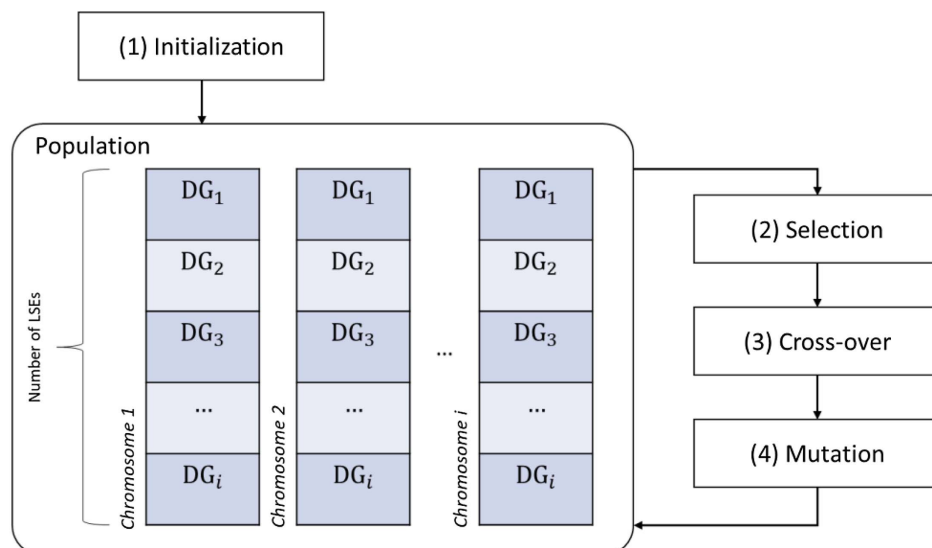 (1) Initialization
Population
Number of LSEs
Chromosome 1
DG₁
DG₂
DG₃
...
DGᵢ
Chromosome 2
DG₁
DG₂
DG₃
...
DGᵢ
...
Chromosome i
DG₁
DG₂
DG₃
...
DGᵢ
(2) Selection
(3) Cross-over
(4) Mutation